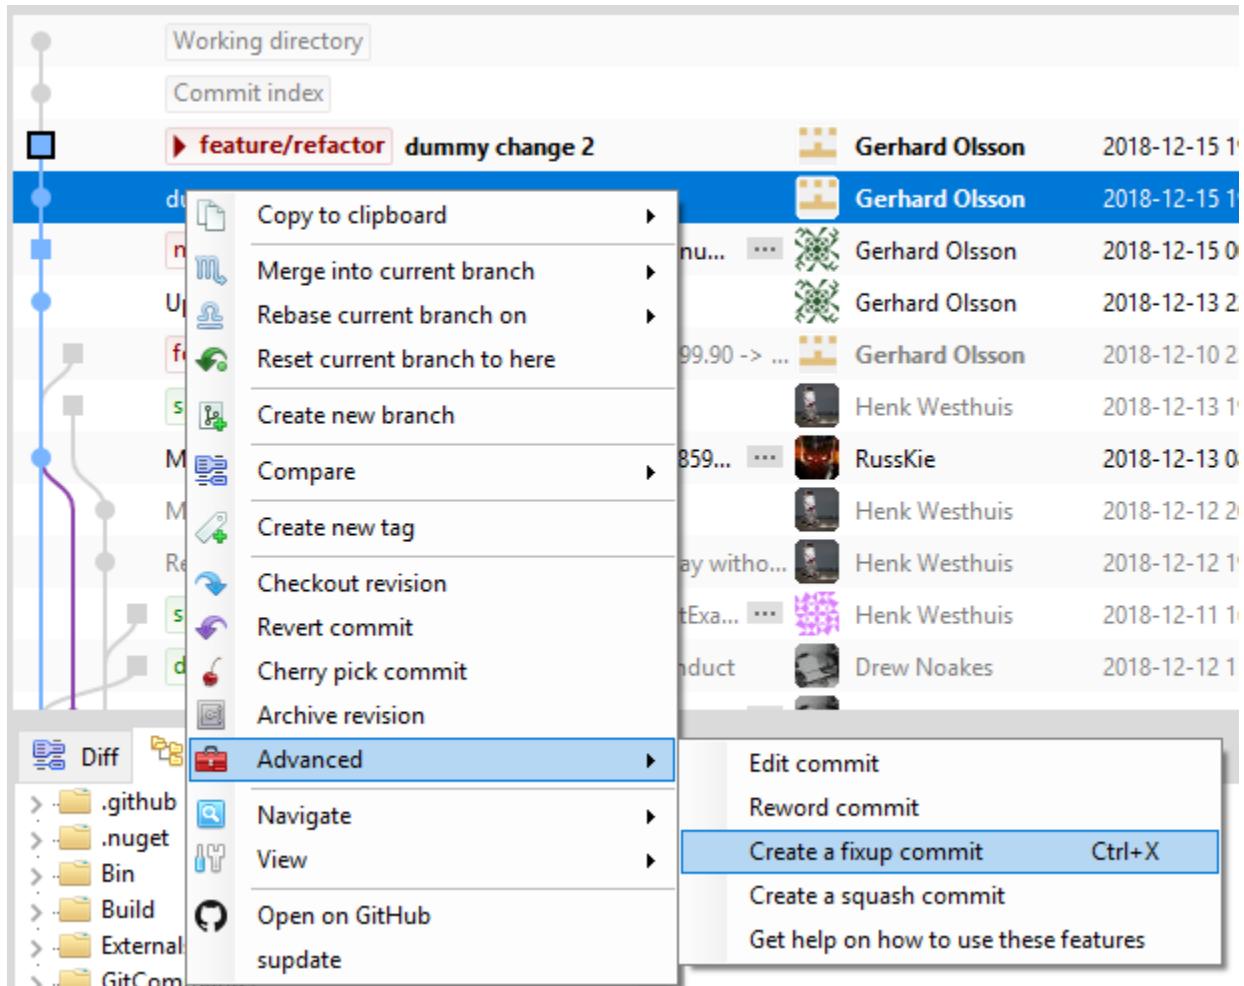 Working directory
Commit index
feature/refactor dummy change 2 Gerhard Olsson 2018-12-15
Gerhard Olsson 2018-12-15
Copy to clipboard
nu... Gerhard Olsson 2018-12-15
Merge into current branch
Gerhard Olsson 2018-12-13
Rebase current branch on
99.90 -> ... Gerhard Olsson 2018-12-10
Reset current branch to here
Henk Westhuis 2018-12-13
Create new branch
859... RussKie 2018-12-13
Compare
Henk Westhuis 2018-12-12
Create new tag
ay witho... Henk Westhuis 2018-12-12
Checkout revision
tExa... Henk Westhuis 2018-12-11
Revert commit
nduct Drew Noakes 2018-12-12
Cherry pick commit
Archive revision
Diff
Advanced
Edit commit
Reword commit
Create a fixup commit Ctrl+X
Create a squash commit
Get help on how to use these features
.github
Navigate
.nuget
View
Bin
Build
Open on GitHub
External
supdate
GitCom